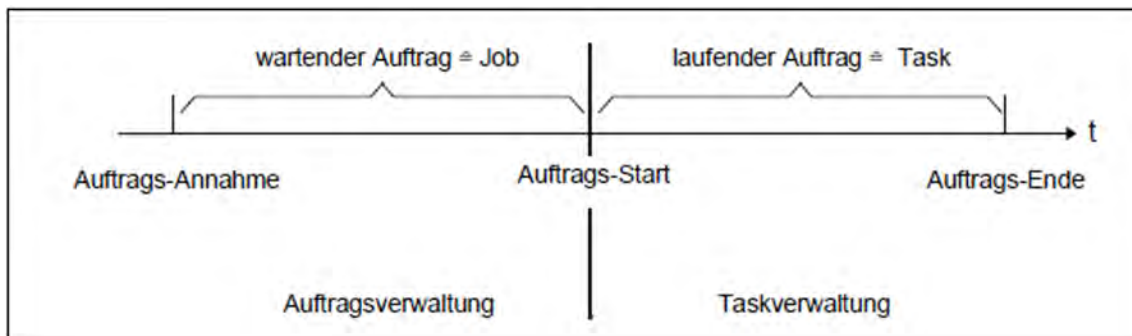 wartender Auftrag ≙ Job
laufender Auftrag ≙ Task
t
Auftrags-Annahme
Auftrags-Start
Auftrags-Ende
Auftragsverwaltung
Taskverwaltung